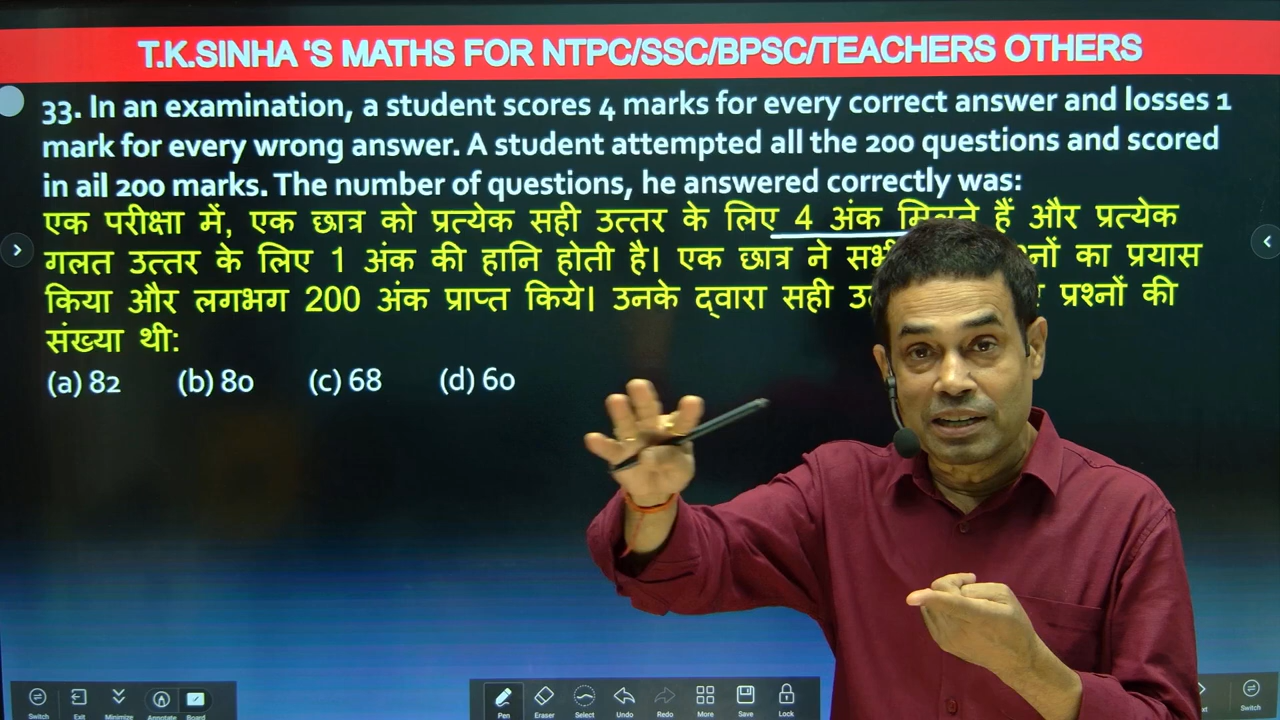 T.K.SINHA ‘S MATHS FOR NTPC/SSC/BPSC/TEACHERS OTHERS
33. In an examination, a student scores 4 marks for every correct answer and losses 1
mark for every wrong answer. A student attempted all the 200 questions and scored
in ail 200 marks. The number of questions, he answered correctly was:
एक परीक्षा में, एक छात्र को प्रत्येक सही उत्तर के लिए 4 अंक मिलते हैं और प्रत्येक
गलत उत्तर के लिए 1 अंक की हानि होती है। एक छात्र ने का प्रयास
किया और लगभग 200 अंक प्राप्त किये। उनके द्वारा सही प्रश्नों की
संख्या थी:
(a) 82 (b) 80 (c) 68 (d) 60
Switch Exit Minimize Annotate Board Pen Eraser Select Undo Redo More Save Lock Switch